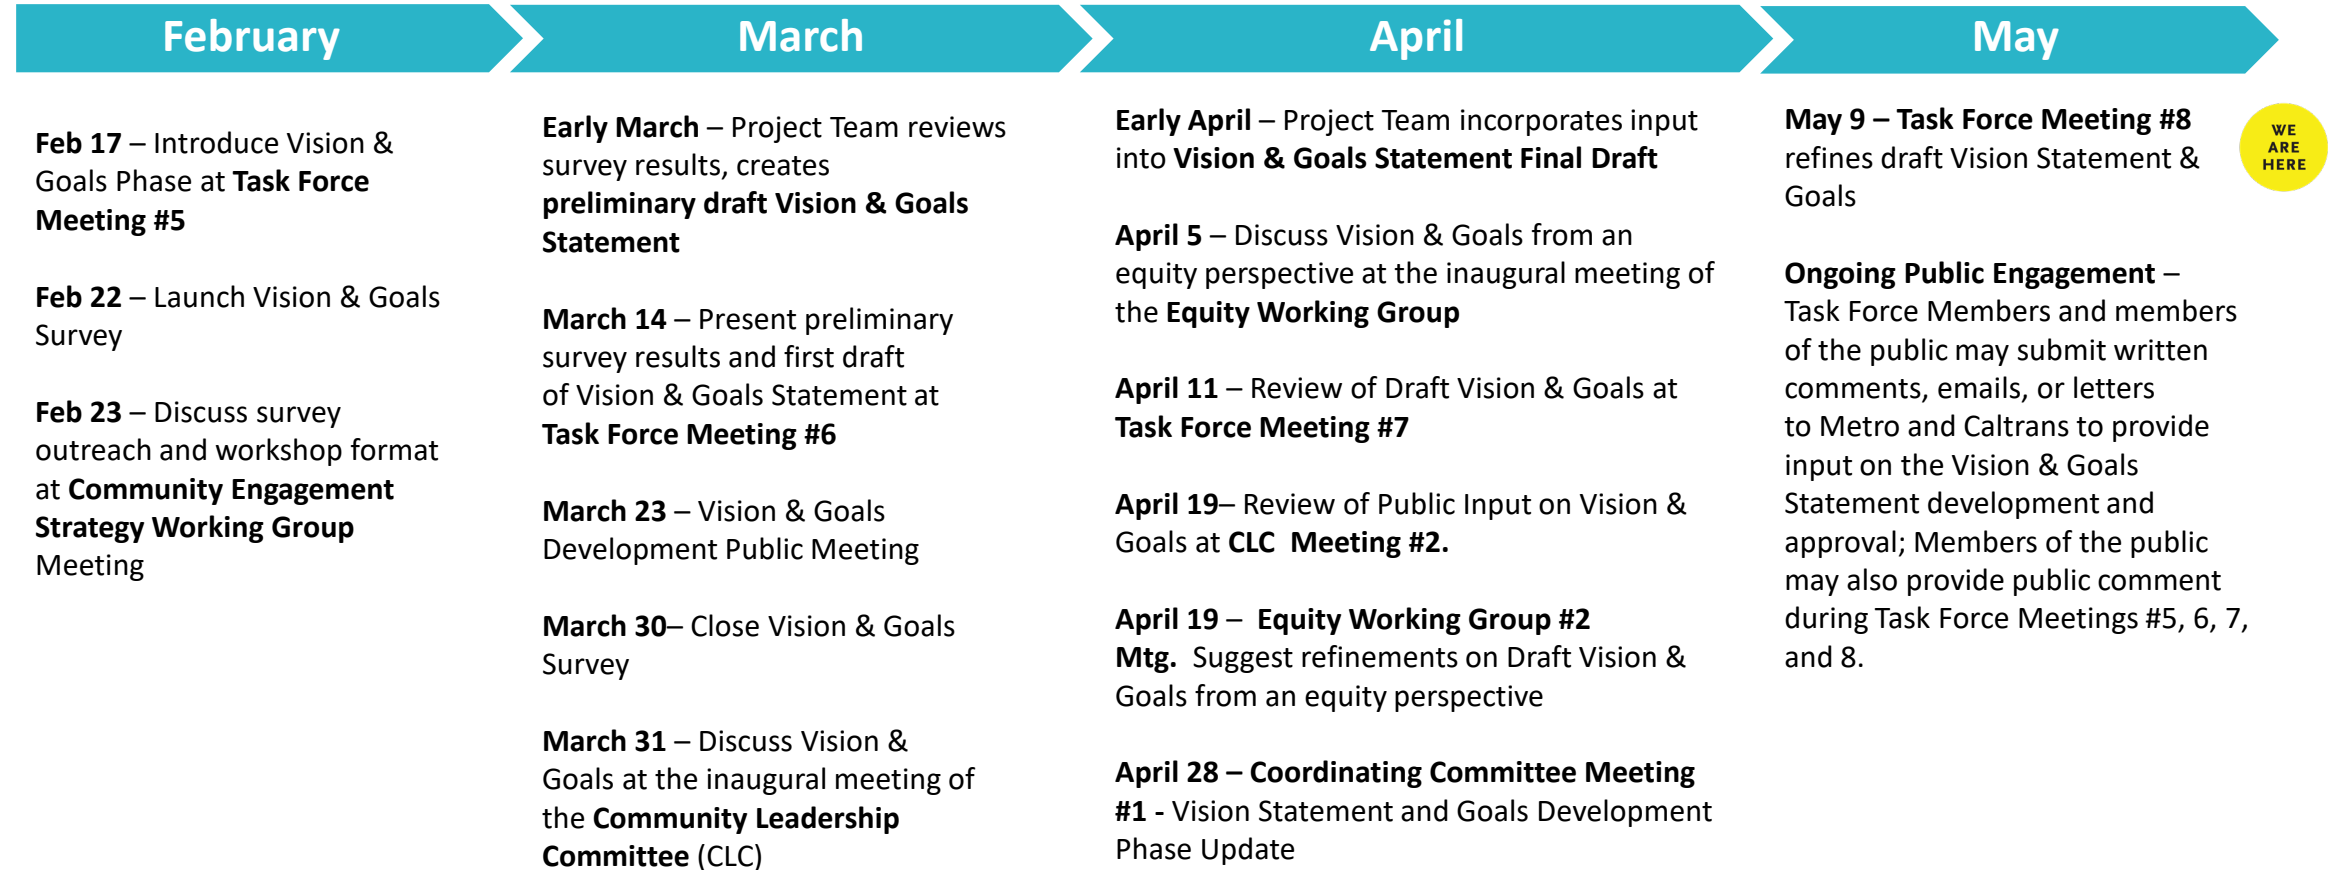 February
Feb 17 – Introduce Vision &
Goals Phase at Task Force
Meeting #5
Feb 22 – Launch Vision & Goals
Survey
Feb 23 – Discuss survey
outreach and workshop format
at Community Engagement
Strategy Working Group
Meeting
March
Early March – Project Team reviews
survey results, creates
preliminary draft Vision & Goals
Statement
March 14 – Present preliminary
survey results and first draft
of Vision & Goals Statement at
Task Force Meeting #6
March 23 – Vision & Goals
Development Public Meeting
March 30– Close Vision & Goals
Survey
March 31 – Discuss Vision &
Goals at the inaugural meeting of
the Community Leadership
Committee (CLC)
April
Early April – Project Team incorporates input
into Vision & Goals Statement Final Draft
April 5 – Discuss Vision & Goals from an
equity perspective at the inaugural meeting of
the Equity Working Group
April 11 – Review of Draft Vision & Goals at
Task Force Meeting #7
April 19– Review of Public Input on Vision &
Goals at CLC  Meeting #2.
April 19 –  Equity Working Group #2
Mtg.  Suggest refinements on Draft Vision &
Goals from an equity perspective
April 28 – Coordinating Committee Meeting
#1 - Vision Statement and Goals Development
Phase Update
May
May 9 – Task Force Meeting #8
refines draft Vision Statement &
Goals
Ongoing Public Engagement –
Task Force Members and members
of the public may submit written
comments, emails, or letters
to Metro and Caltrans to provide
input on the Vision & Goals
Statement development and
approval; Members of the public
may also provide public comment
during Task Force Meetings #5, 6, 7,
and 8.
WE
ARE
HERE